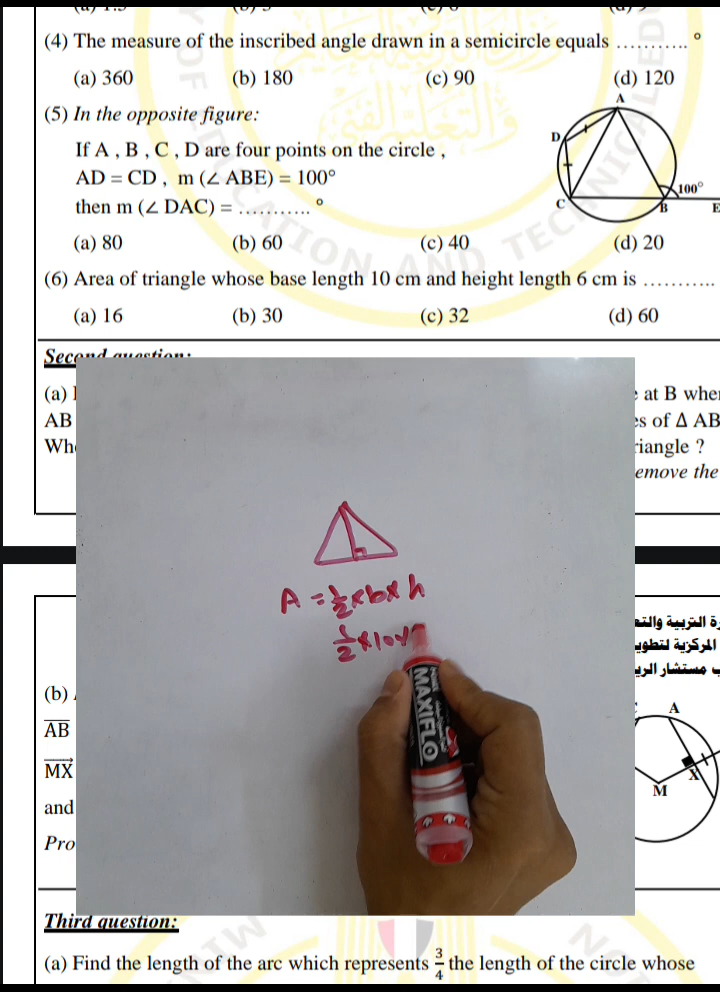 (4) The measure of the inscribed angle drawn in a semicircle equals ........... °
(a) 360 (b) 180 (c) 90 (d) 120
(5) In the opposite figure:
If A , B , C , D are four points on the circle ,
AD = CD , m (∠ ABE) = 100°
then m (∠ DAC) = ........... °
(a) 80 (b) 60 (c) 40 (d) 20
A
D
C
B
E
100°
(6) Area of triangle whose base length 10 cm and height length 6 cm is ...........
(a) 16 (b) 30 (c) 32 (d) 60
Second question:
(a)
at B
AB
es of Δ AB
riangle ?
emove the
A = 1/2 × b × h
1/2 × 10 ×
MAXIFLO
(b)
AB
MX
and
Pro
A
X
M
Third question:
(a) Find the length of the arc which represents 3/4 the length of the circle whose